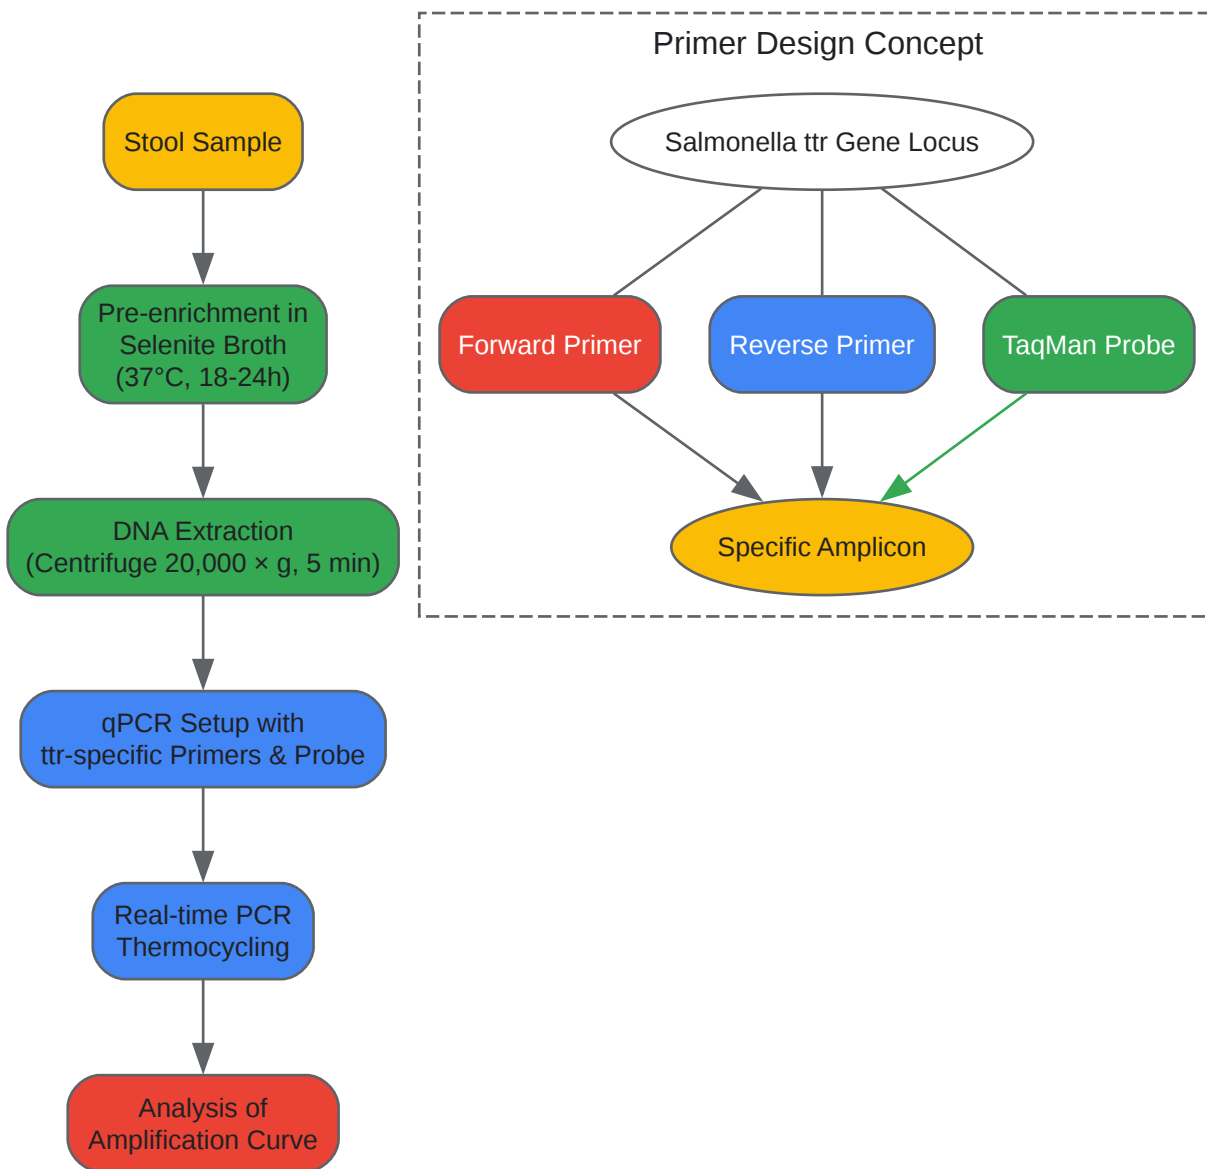 Primer Design Concept
Stool Sample
Salmonella ttr Gene Locus
Pre-enrichment in
Selenite Broth
(37°C, 18-24h)
Forward Primer
Reverse Primer
TaqMan Probe
DNA Extraction
(Centrifuge 20,000 × g, 5 min)
Specific Amplicon
qPCR Setup with
ttr-specific Primers & Probe
Real-time PCR
Thermocycling
Analysis of
Amplification Curve